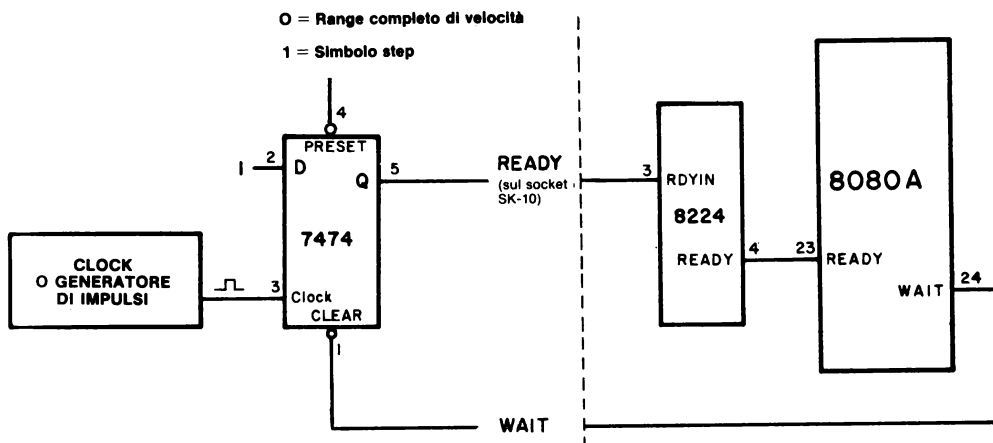 O = Range completo di velocità
1 = Simbolo step
4
PRESET
2
D
I
Q
5
7474
3
Clock
CLEAR
1
CLOCK
O GENERATORE
DI IMPULSI
READY
(sul socket
SK-10)
3
RDYIN
8224
READY
4
23
8080A
READY
WAIT
24
WAIT